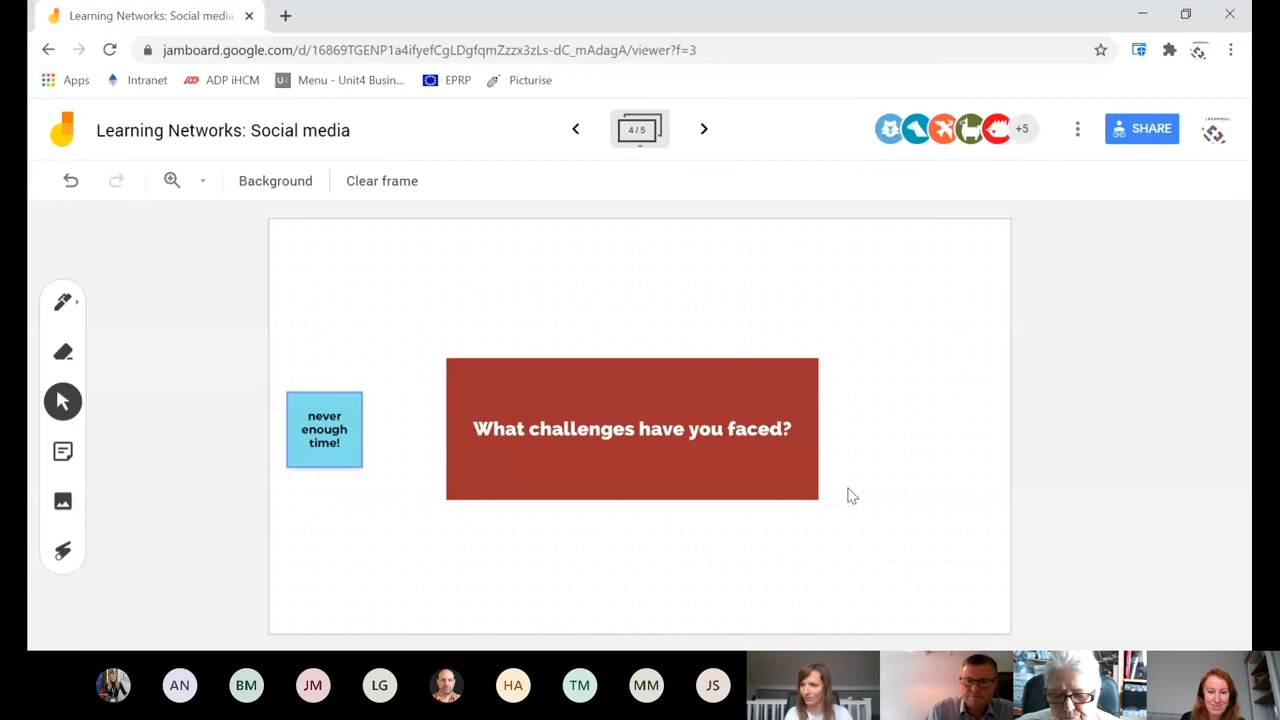 Learning Networks: Social media
jamboard.google.com/d/16869TGENP1a4ifyefCqLDgfqmZzzx3zLs-dC_mAdagA/viewer?f=3
Apps Intranet ADP iHCM Menu - Unit4 Busin... EPRP Picturise
Learning Networks: Social media 4 / 5 +5 SHARE
Background Clear frame
never
enough
time!
What challenges have you faced?
AN BM JM LG HA TM MM JS